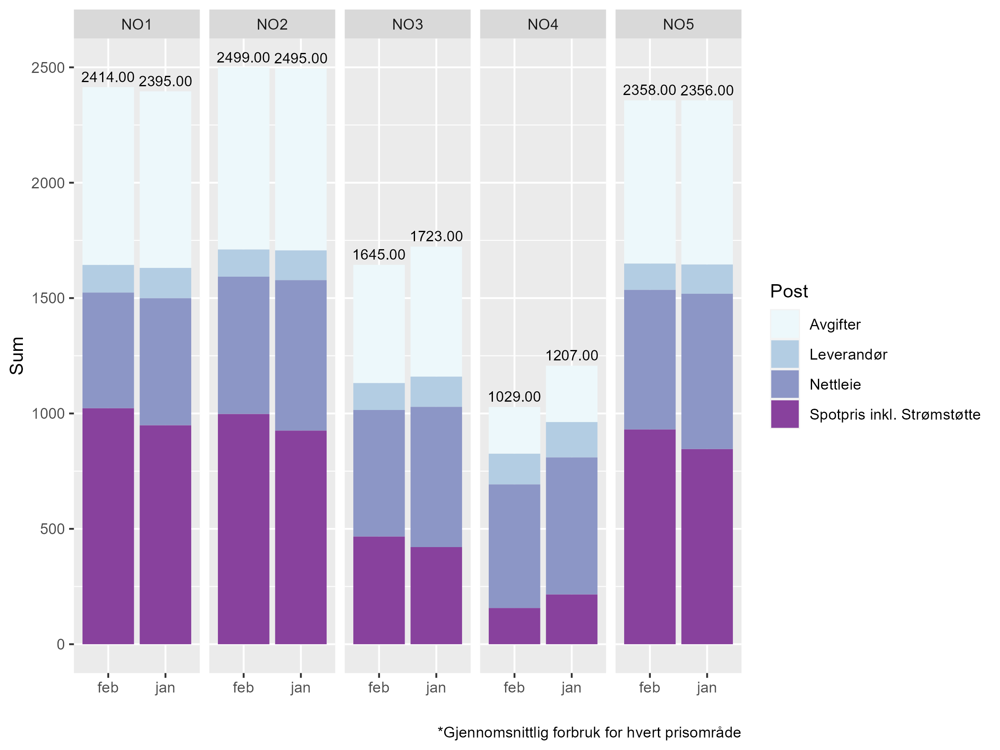 NO1 NO2 NO3 NO4 NO5
2500
2000
1500
1000
500
0
Sum
2414.00 2395.00 2499.00 2495.00 1645.00 1723.00 1029.00 1207.00 2358.00 2356.00
feb jan feb jan feb jan feb jan feb jan
Post
Avgifter
Leverandør
Nettleie
Spotpris inkl. Strømstøtte
*Gjennomsnittlig forbruk for hvert prisområde